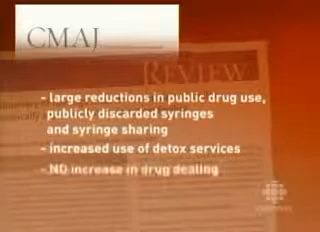 CMAJ
REVIEW
- large reductions in public drug use,
publicly discarded syringes
and syringe sharing
- increased use of detox services
- NO increase in drug dealing